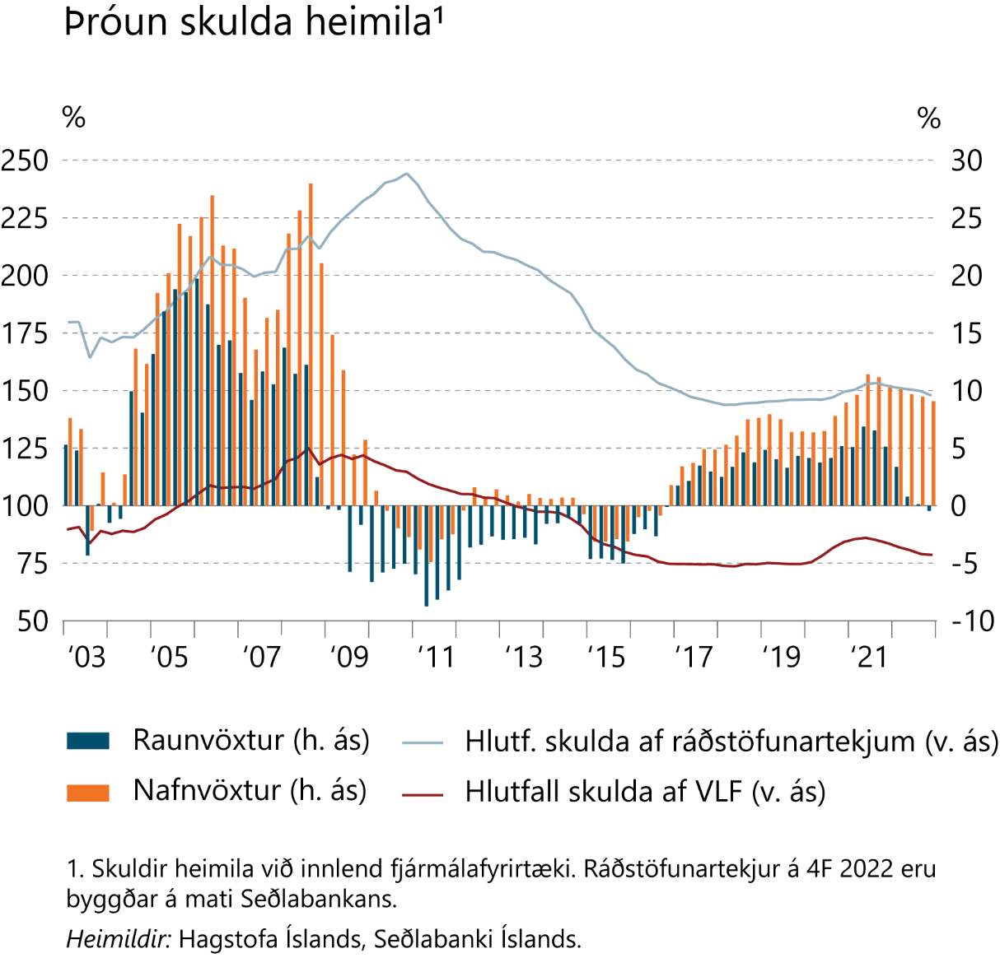 Þróun skulda heimila¹
% %
250 30
225 25
200 20
175 15
150 10
125 5
100 0
75 -5
50 -10
‘03 ‘05 ‘07 ‘09 ‘11 ‘13 ‘15 ‘17 ‘19 ‘21
Raunvöxtur (h. ás) Hlutf. skulda af ráðstöfunartekjum (v. ás)
Nafnvöxtur (h. ás) Hlutfall skulda af VLF (v. ás)
1. Skuldir heimila við innlend fjármálafyrirtæki. Ráðstöfunartekjur á 4F 2022 eru
byggðar á mati Seðlabankans.
Heimildir: Hagstofa Íslands, Seðlabanki Íslands.